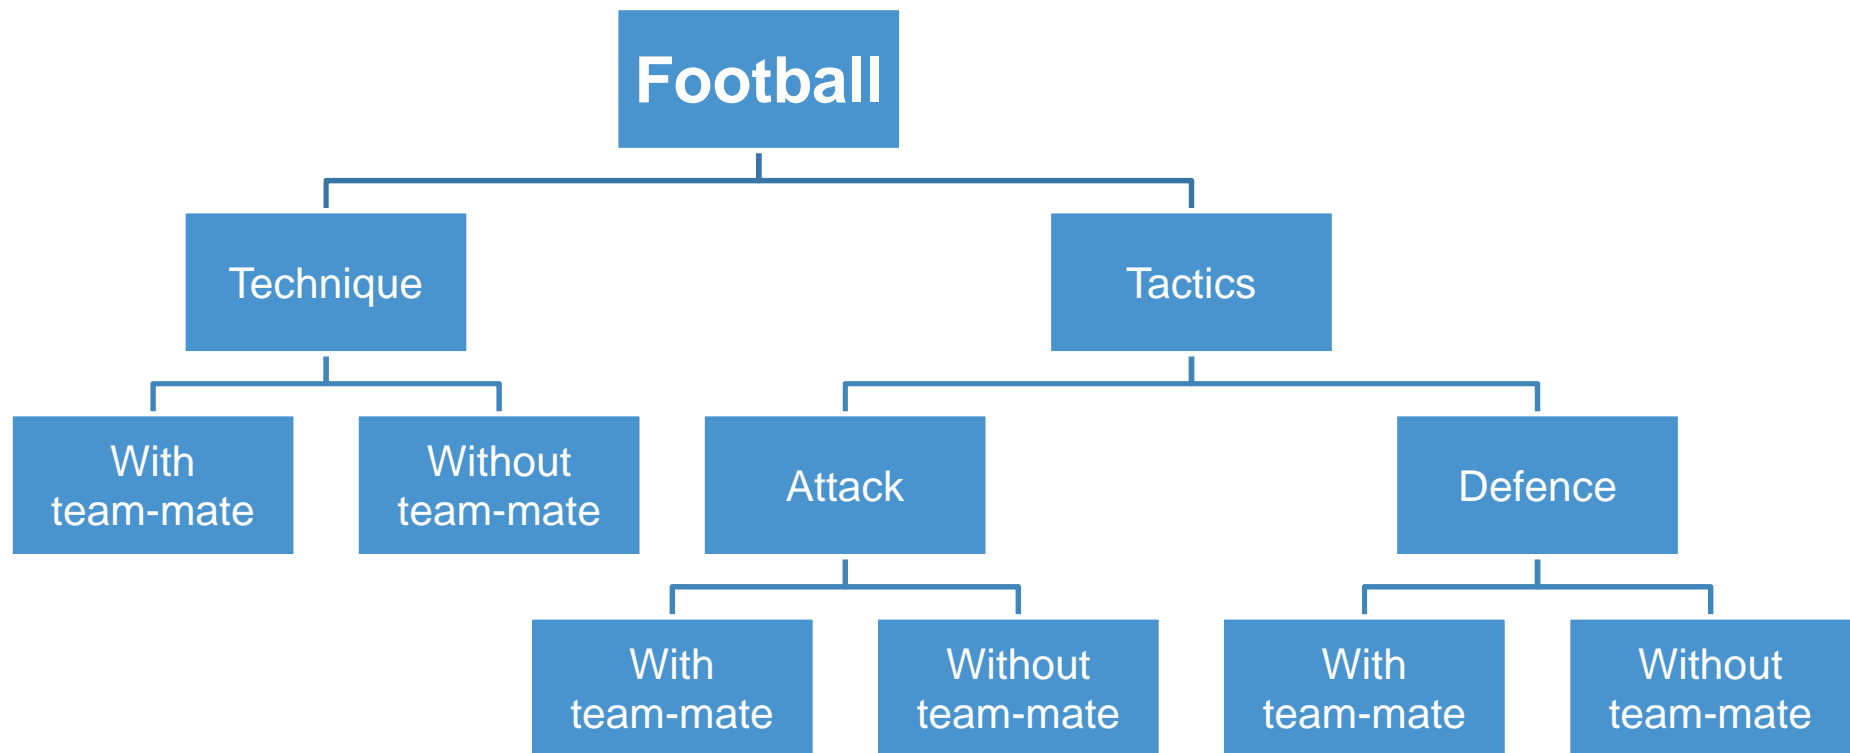 Football
Technique
Tactics
With
team-mate
Without
team-mate
Attack
Defence
With
team-mate
Without
team-mate
With
team-mate
Without
team-mate